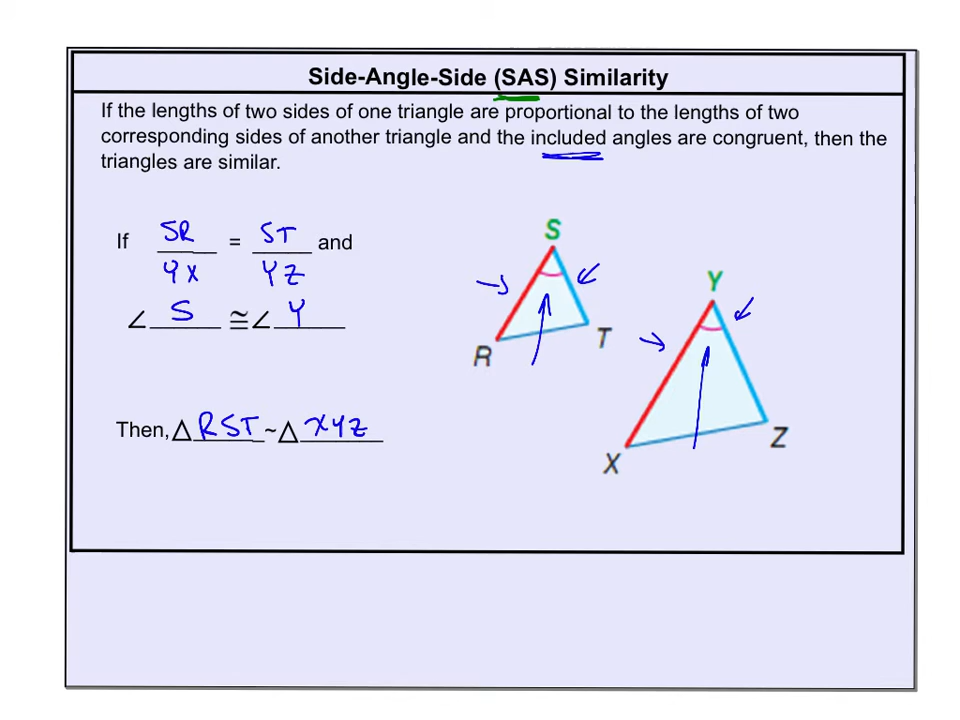 Side-Angle-Side (SAS) Similarity
If the lengths of two sides of one triangle are proportional to the lengths of two
corresponding sides of another triangle and the included angles are congruent, then the
triangles are similar.
If SR/YX = ST/YZ and
∠ S ≅ ∠ Y
Then, △ RST ~ △ XYZ
S
R
T
Y
X
Z